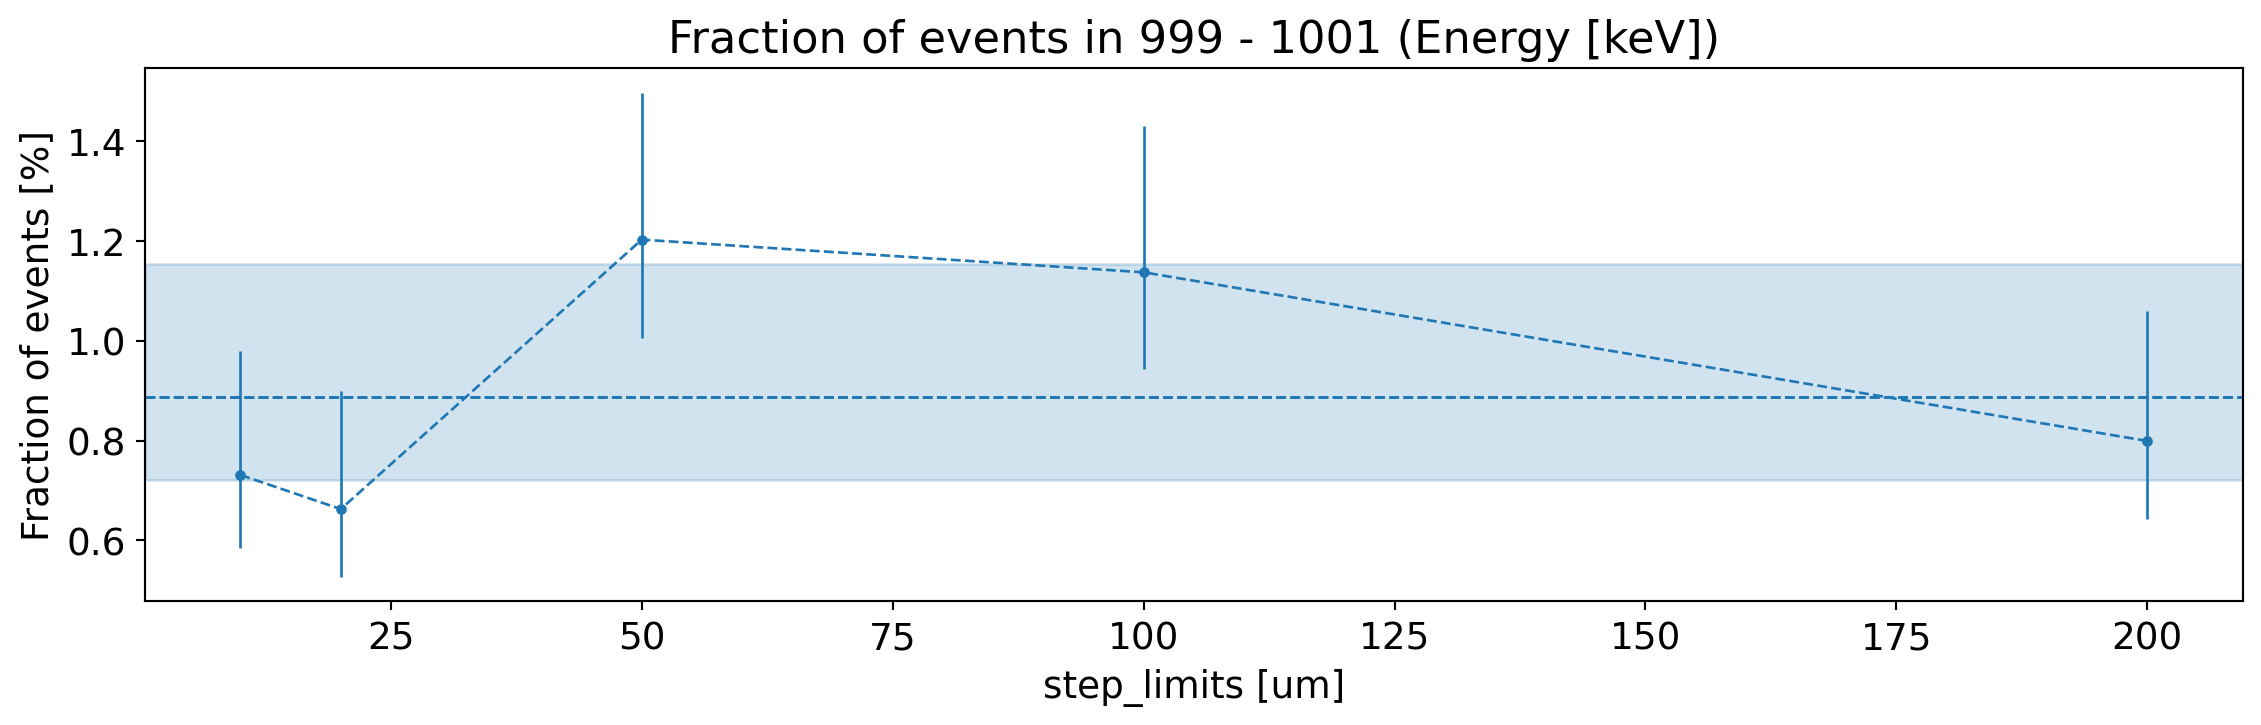 Fraction of events in 999 - 1001 (Energy [keV])
Fraction of events [%]
1.4
1.2
1.0
0.8
0.6
25 50 75 100 125 150 175 200
step_limits [um]